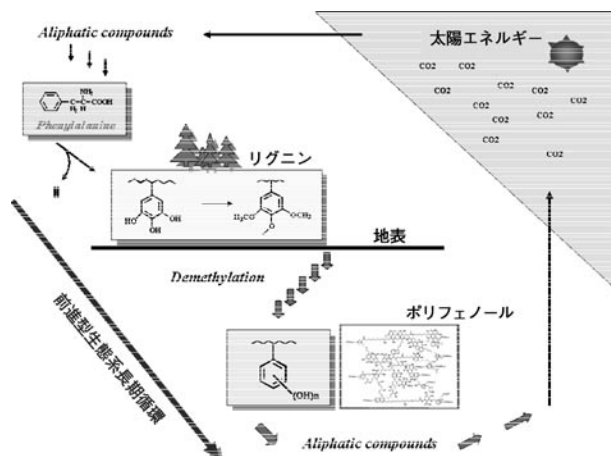 Aliphatic compounds
太陽エネルギー
CO2 CO2
CO2 CO2
CO2
CO2
CO2
CO2
CO2
CO2
CO2
NH2
C C COOH
H2 H
Phenylalanine
リグニン
HO OH
OH
H3CO OCH3
O
地表
Demethylation
前進型生態系長期循環
ポリフェノール
(OH)n
Aliphatic compounds